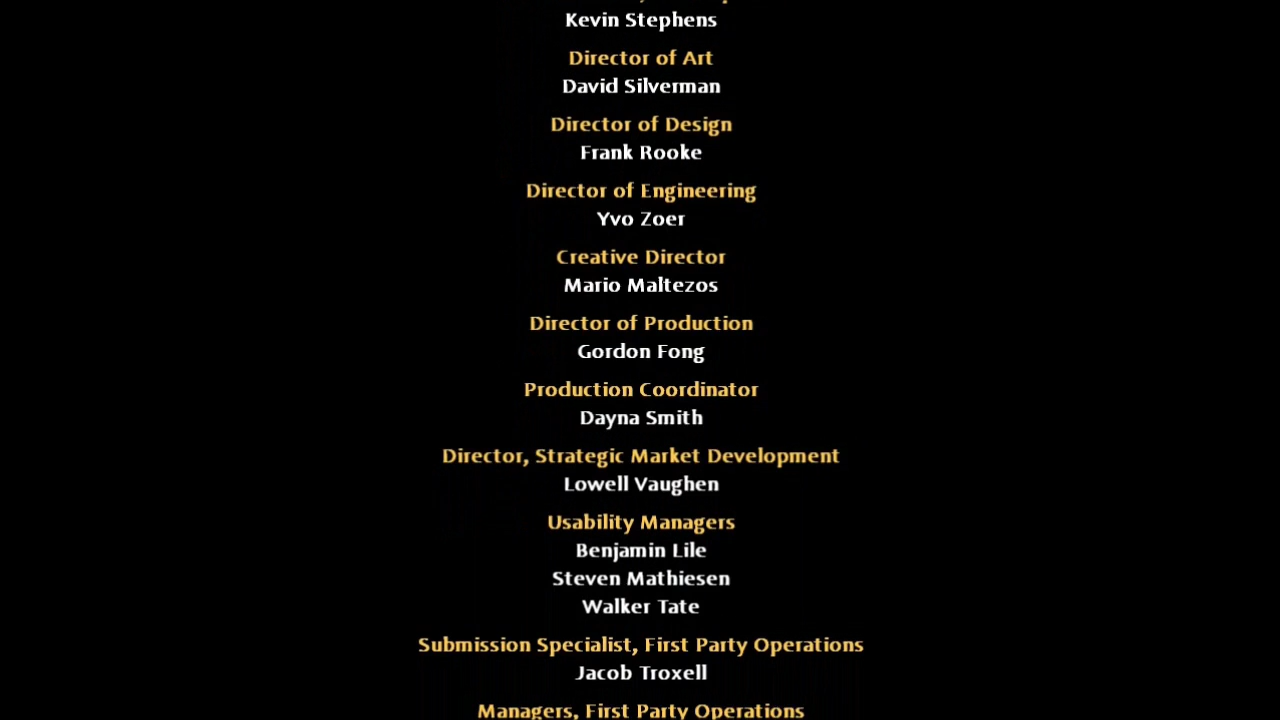 Kevin Stephens
Director of Art
David Silverman
Director of Design
Frank Rooke
Director of Engineering
Yvo Zoer
Creative Director
Mario Maltezos
Director of Production
Gordon Fong
Production Coordinator
Dayna Smith
Director, Strategic Market Development
Lowell Vaughen
Usability Managers
Benjamin Lile
Steven Mathiesen
Walker Tate
Submission Specialist, First Party Operations
Jacob Troxell
Managers, First Party Operations